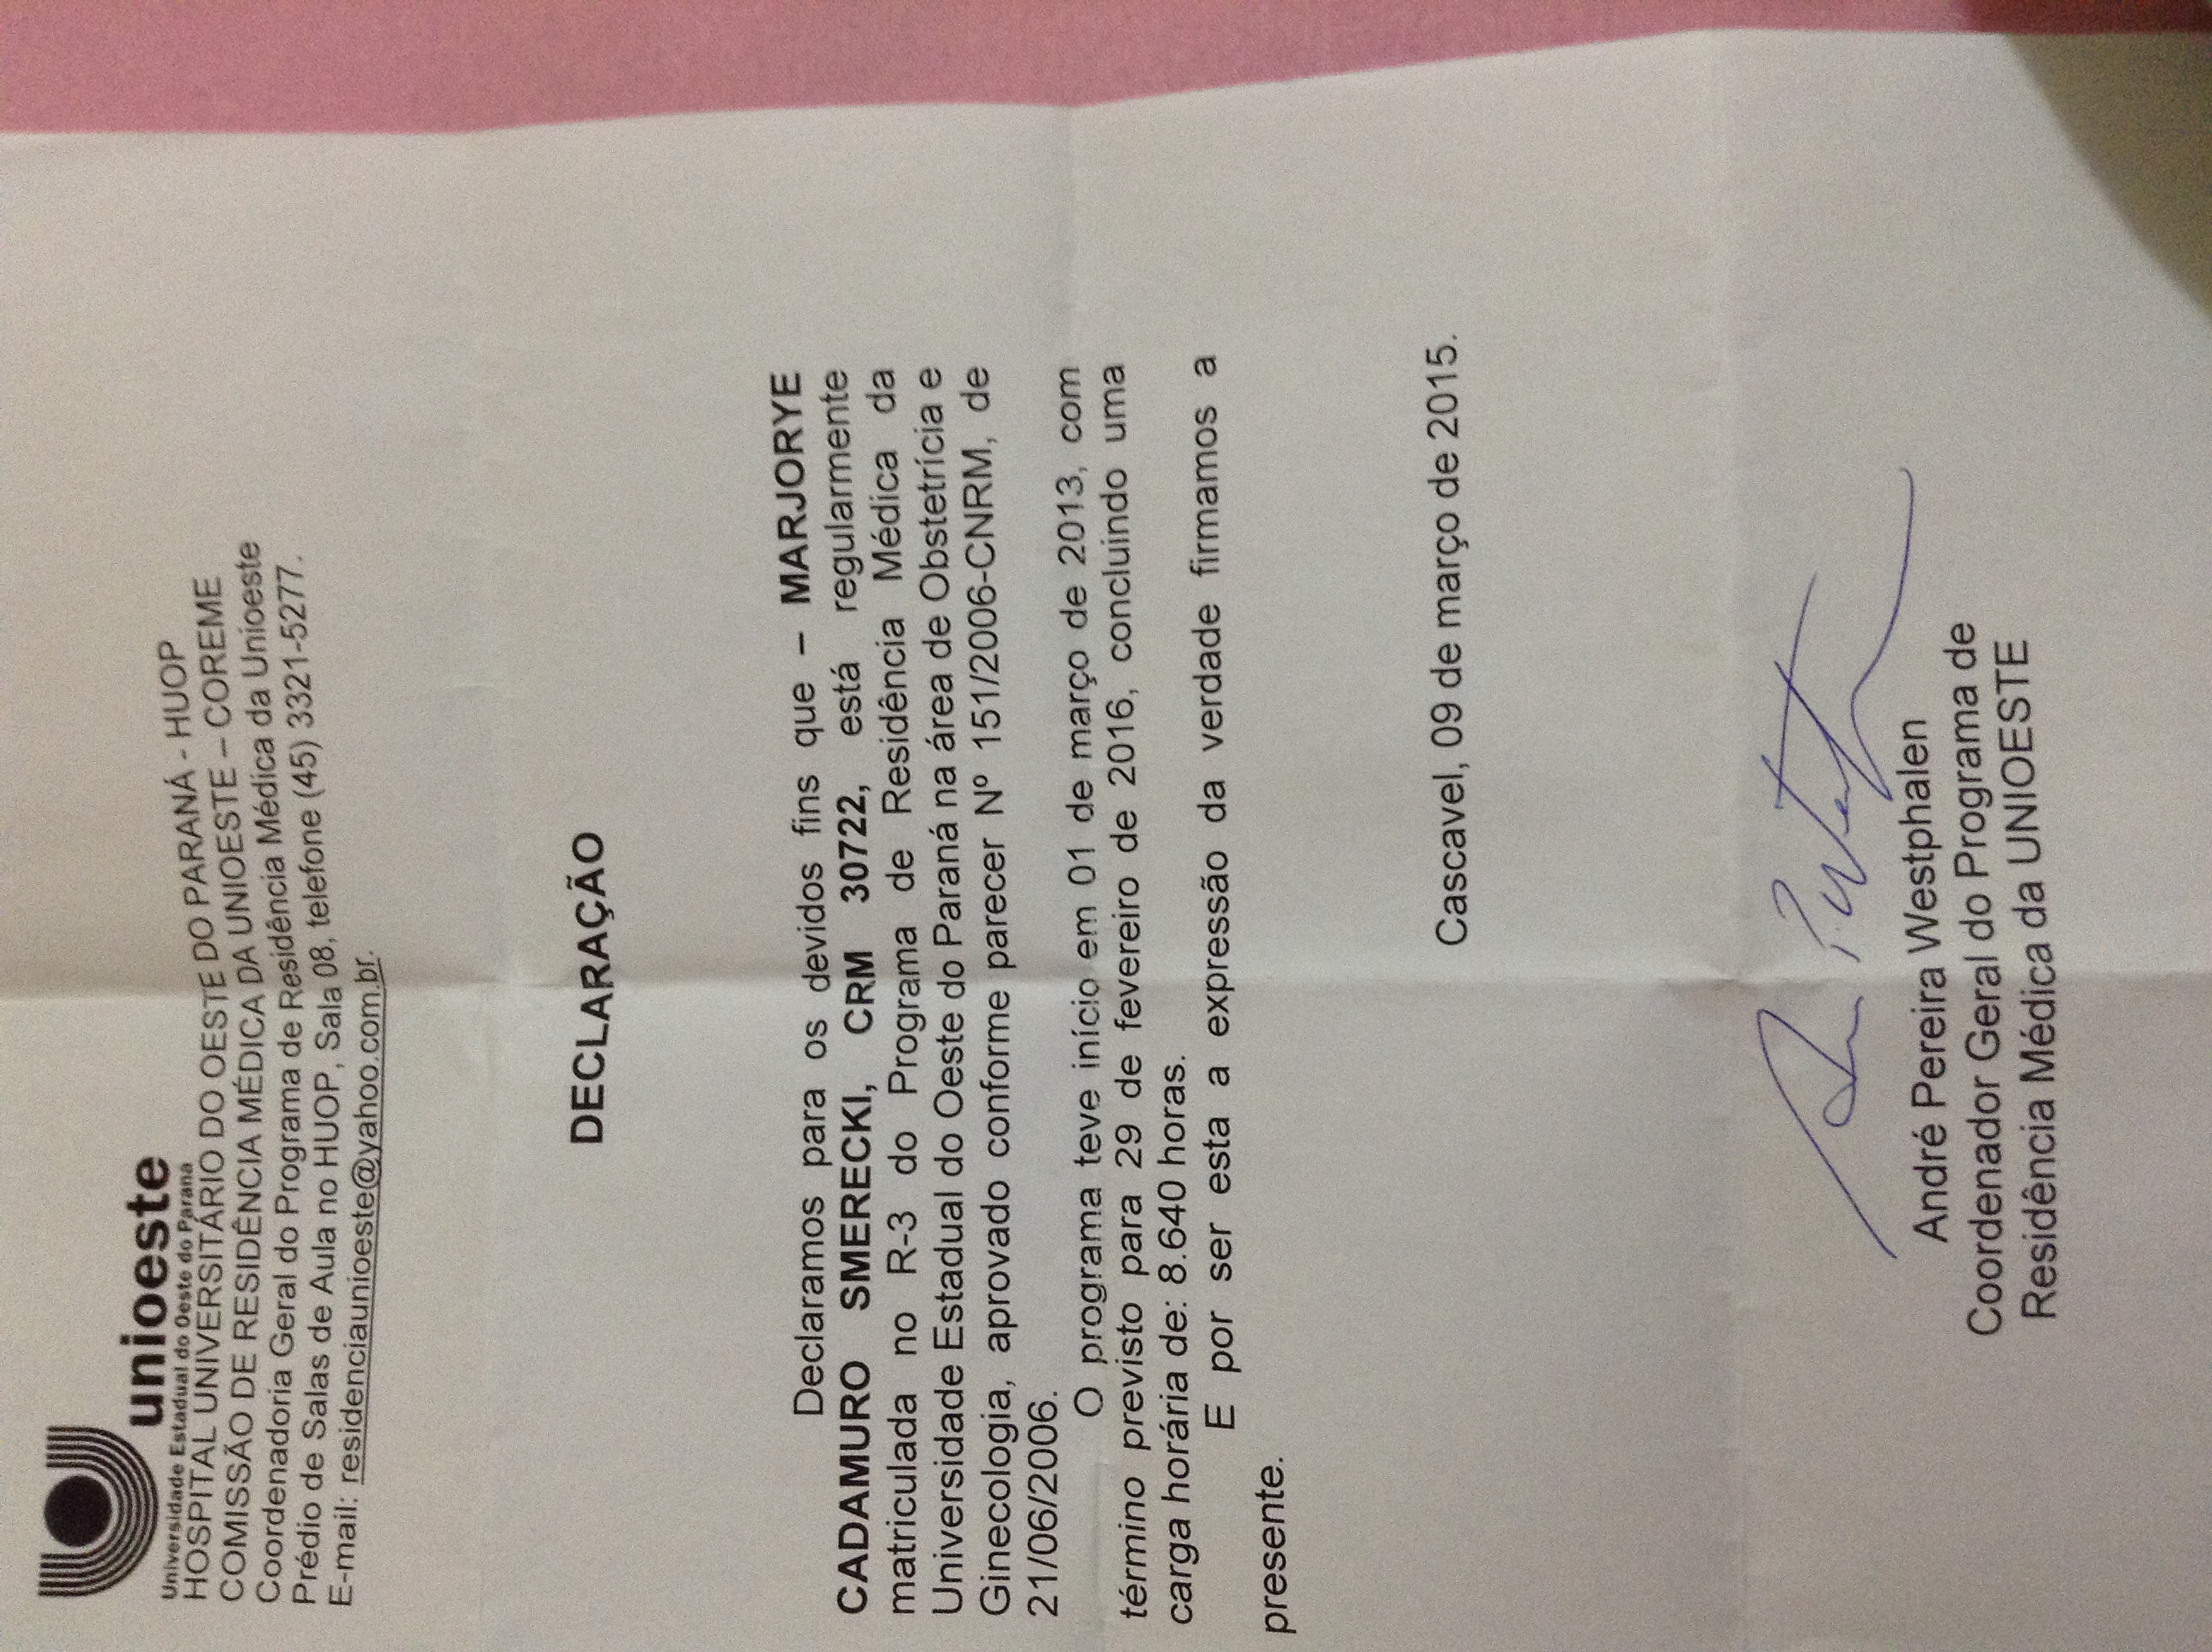 unioeste
Universidade Estadual do Oeste do Parana
HOSPITAL UNIVERSITÁRIO DO OESTE DO PARANÁ - HUOP
COMISSÃO DE RESIDÊNCIA MÉDICA DA UNIOESTE – COREME
Coordenadoria Geral do Programa de Residência Médica da Unioeste
Prédio de Salas de Aula no HUOP, Sala 08, telefone (45) 3321-5277.
E-mail: residenciaunioeste@yahoo.com.br.
DECLARAÇÃO
Declaramos para os devidos fins que – MARJORYE
CADAMURO SMERECKI, CRM 30722, está regularmente
matriculada no R-3 do Programa de Residência Médica da
Universidade Estadual do Oeste do Paraná na área de Obstetrícia e
Ginecologia, aprovado conforme parecer Nº 151/2006-CNRM, de
21/06/2006.
O programa teve início em 01 de março de 2013, com
término previsto para 29 de fevereiro de 2016, concluindo uma
carga horária de: 8.640 horas.
E por ser esta a expressão da verdade firmamos a
presente.
Cascavel, 09 de março de 2015.
André Pereira Westphalen
Coordenador Geral do Programa de
Residência Médica da UNIOESTE